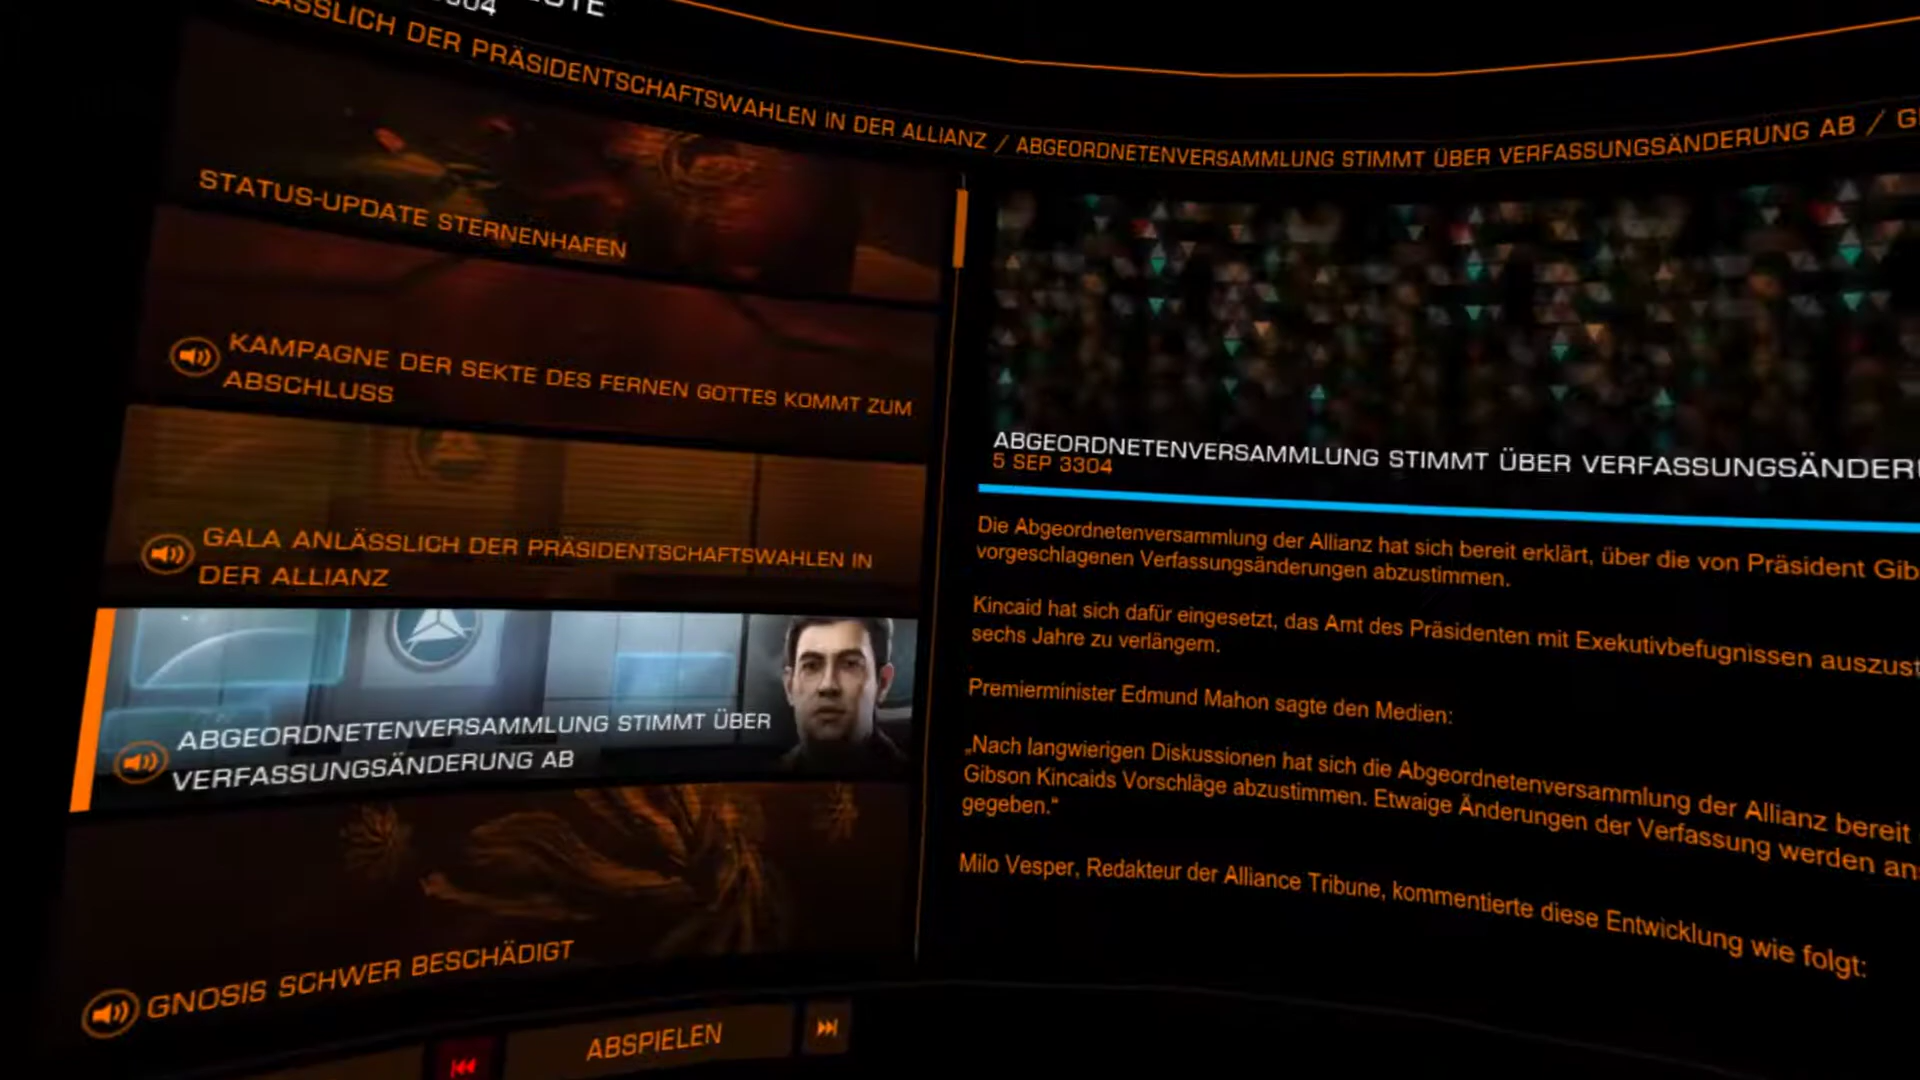 3304
LÄSSLICH DER PRÄSIDENTSCHAFTSWAHLEN IN DER ALLIANZ / ABGEORDNETENVERSAMMLUNG STIMMT ÜBER VERFASSUNGSÄNDERUNG AB / G
STATUS-UPDATE STERNENHAFEN
KAMPAGNE DER SEKTE DES FERNEN GOTTES KOMMT ZUM
ABSCHLUSS
GALA ANLÄSSLICH DER PRÄSIDENTSCHAFTSWAHLEN IN
DER ALLIANZ
ABGEORDNETENVERSAMMLUNG STIMMT ÜBER
VERFASSUNGSÄNDERUNG AB
GNOSIS SCHWER BESCHÄDIGT
ABSPIELEN
ABGEORDNETENVERSAMMLUNG STIMMT ÜBER VERFASSUNGSÄNDER
5 SEP 3304
Die Abgeordnetenversammlung der Allianz hat sich bereit erklärt, über die von Präsident Gib
vorgeschlagenen Verfassungsänderungen abzustimmen.
Kincaid hat sich dafür eingesetzt, das Amt des Präsidenten mit Exekutivbefugnissen auszust
sechs Jahre zu verlängern.
Premierminister Edmund Mahon sagte den Medien:
„Nach langwierigen Diskussionen hat sich die Abgeordnetenversammlung der Allianz bereit
Gibson Kincaids Vorschläge abzustimmen. Etwaige Änderungen der Verfassung werden an
gegeben.“
Milo Vesper, Redakteur der Alliance Tribune, kommentierte diese Entwicklung wie folgt: